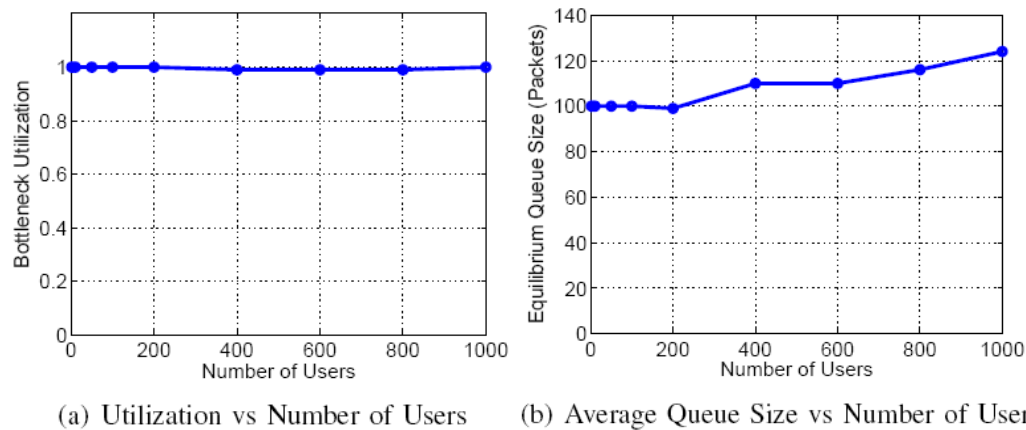 Bottleneck Utilization
1
0.8
0.6
0.4
0.2
0
0 200 400 600 800 1000
Number of Users
(a) Utilization vs Number of Users
Equilibrium Queue Size (Packets)
140
120
100
80
60
40
20
0
0 200 400 600 800 1000
Number of Users
(b) Average Queue Size vs Number of User